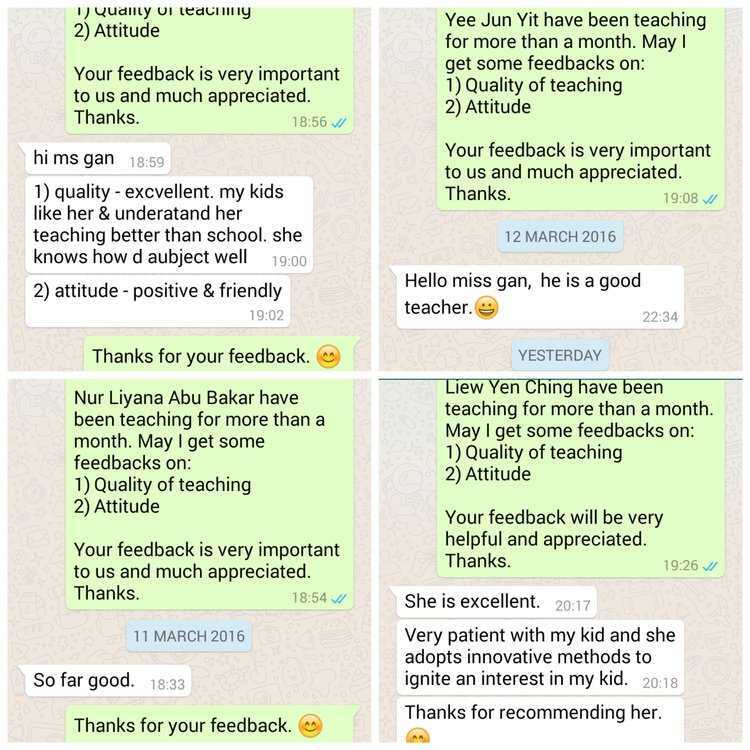 1) Quality of teaching
2) Attitude
Your feedback is very important
to us and much appreciated.
Thanks.
18:56
hi ms gan 18:59
1) quality - excvellent. my kids
like her & underatand her
teaching better than school. she
knows how d aubject well 19:00
2) attitude - positive & friendly
19:02
Thanks for your feedback. 😊
Yee Jun Yit have been teaching
for more than a month. May I
get some feedbacks on:
1) Quality of teaching
2) Attitude
Your feedback is very important
to us and much appreciated.
Thanks.
19:08
12 MARCH 2016
Hello miss gan, he is a good
teacher.😀
22:34
YESTERDAY
Nur Liyana Abu Bakar have
been teaching for more than a
month. May I get some
feedbacks on:
1) Quality of teaching
2) Attitude
Your feedback is very important
to us and much appreciated.
Thanks.
18:54
11 MARCH 2016
So far good. 18:33
Thanks for your feedback. 😊
Liew Yen Ching have been
teaching for more than a month.
May I get some feedbacks on:
1) Quality of teaching
2) Attitude
Your feedback will be very
helpful and appreciated.
Thanks.
19:26
She is excellent. 20:17
Very patient with my kid and she
adopts innovative methods to
ignite an interest in my kid. 20:18
Thanks for recommending her.
😊